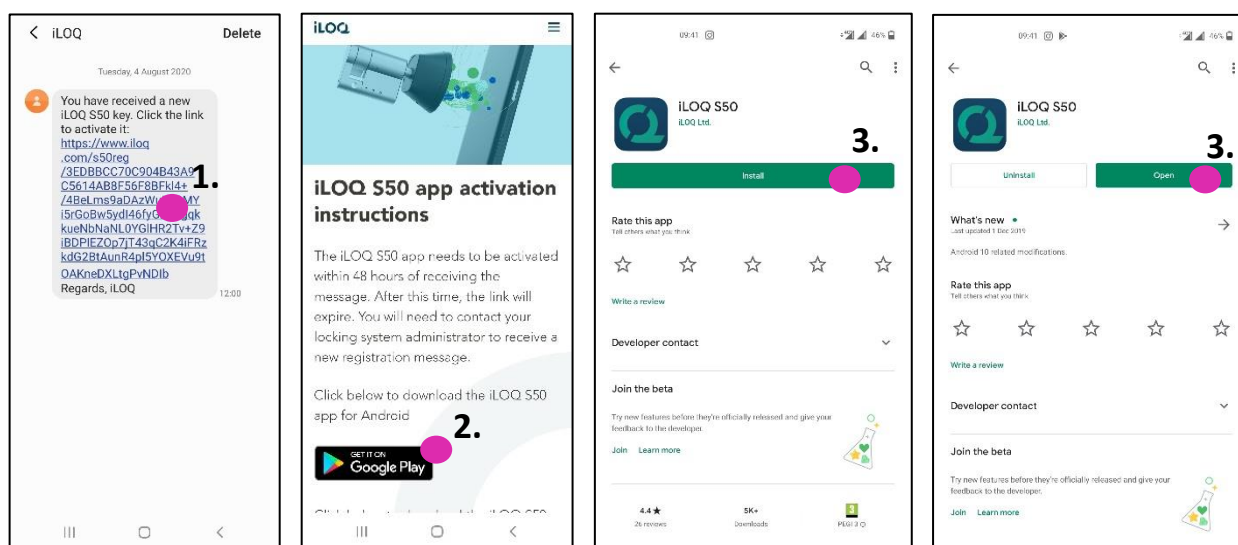 iLOQ
Delete
Tuesday, 4 August 2020
You have received a new
iLOQ S50 key. Click the link
to activate it:
https://www.iloq
.com/s50reg
/3EDBBCC70C904B43A9
C5614AB8F56F8BFkl4+
/4BeLms9aDAzW
i5rGoBw5ydl46fyG
kueNbNaNL0YGlHR2Tv+Z9
iBDPlEZOp7jT43qC2K4iFRz
kdG2BtAunR4pl5YOXEVu9t
OAKneDXLtgPvNDIb
Regards, iLOQ
12:00
1.
iLOQ
iLOQ S50 app activation
instructions
The iLOQ S50 app needs to be activated
within 48 hours of receiving the
message. After this time, the link will
expire. You will need to contact your
locking system administrator to receive a
new registration message.
Click below to download the iLOQ S50
app for Android
2.
GET IT ON
Google Play
09:41
46%
iLOQ S50
iLOQ Ltd.
3.
Install
Rate this app
Tell others what you think
Write a review
Developer contact
Join the beta
Try new features before they're officially released and give your
feedback to the developer.
Join Learn more
4.4★
26 reviews
5K+
Downloads
3
PEGI 3
09:41
46%
iLOQ S50
iLOQ Ltd.
3.
Uninstall
Open
What's new
Last updated 1 Dec 2019
Android 10 related modifications.
Rate this app
Tell others what you think
Write a review
Developer contact
Join the beta
Try new features before they're officially released and give your
feedback to the developer.
Join Learn more